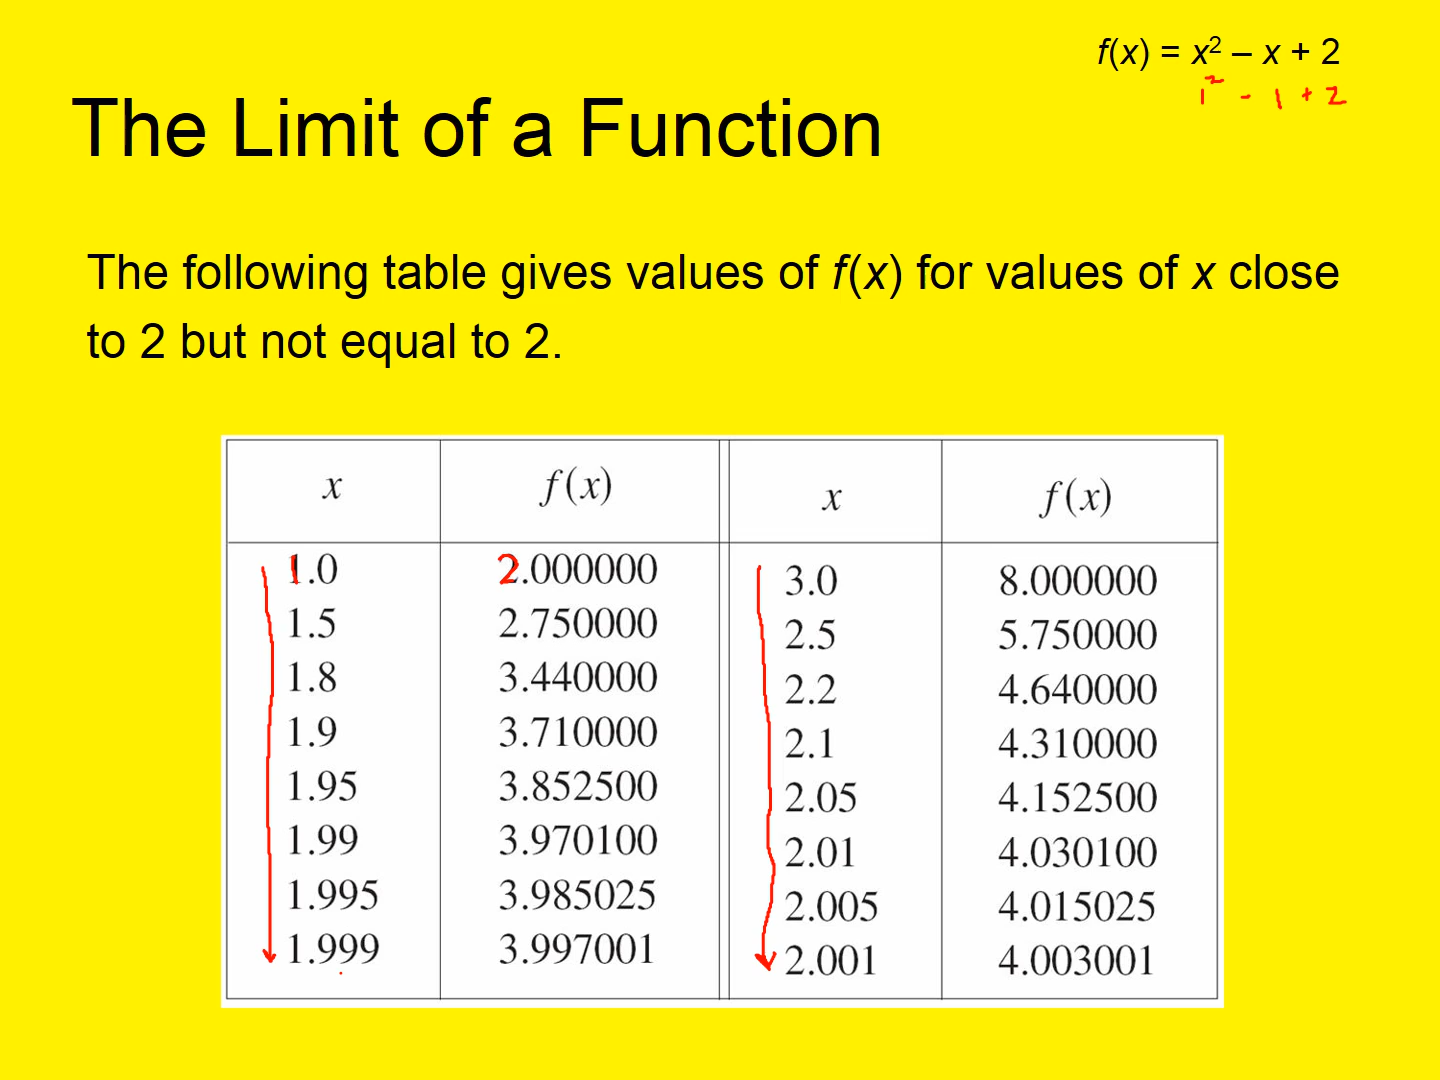 f(x) = x² – x + 2
1² - 1 + 2
The Limit of a Function
The following table gives values of f(x) for values of x close
to 2 but not equal to 2.
x f(x) x f(x)
1.0 2.000000 3.0 8.000000
1.5 2.750000 2.5 5.750000
1.8 3.440000 2.2 4.640000
1.9 3.710000 2.1 4.310000
1.95 3.852500 2.05 4.152500
1.99 3.970100 2.01 4.030100
1.995 3.985025 2.005 4.015025
1.999 3.997001 2.001 4.003001